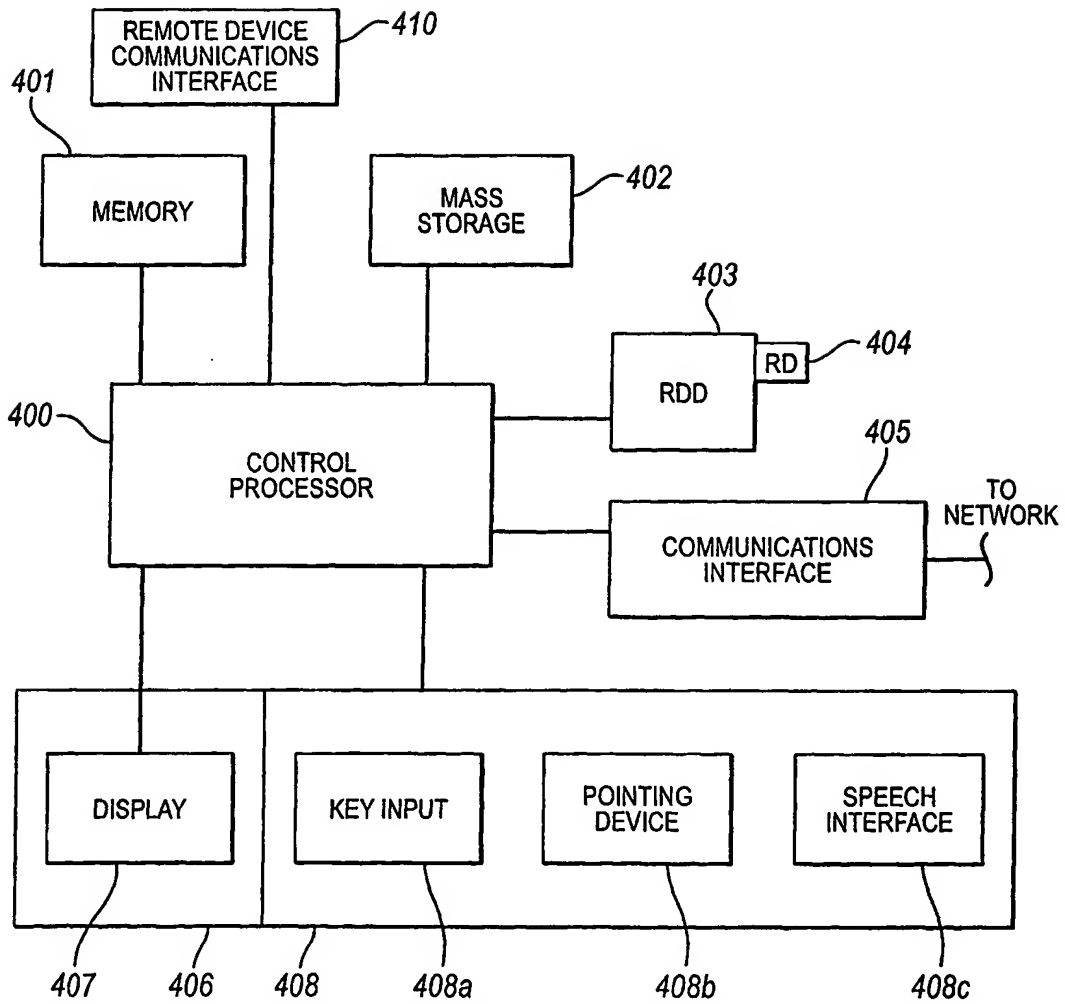 REMOTE DEVICE
COMMUNICATIONS
INTERFACE
410
401
MEMORY
MASS
STORAGE
402
403
RDD
RD
404
400
CONTROL
PROCESSOR
405
COMMUNICATIONS
INTERFACE
TO
NETWORK
DISPLAY
KEY INPUT
POINTING
DEVICE
SPEECH
INTERFACE
407
406
408
408a
408b
408c